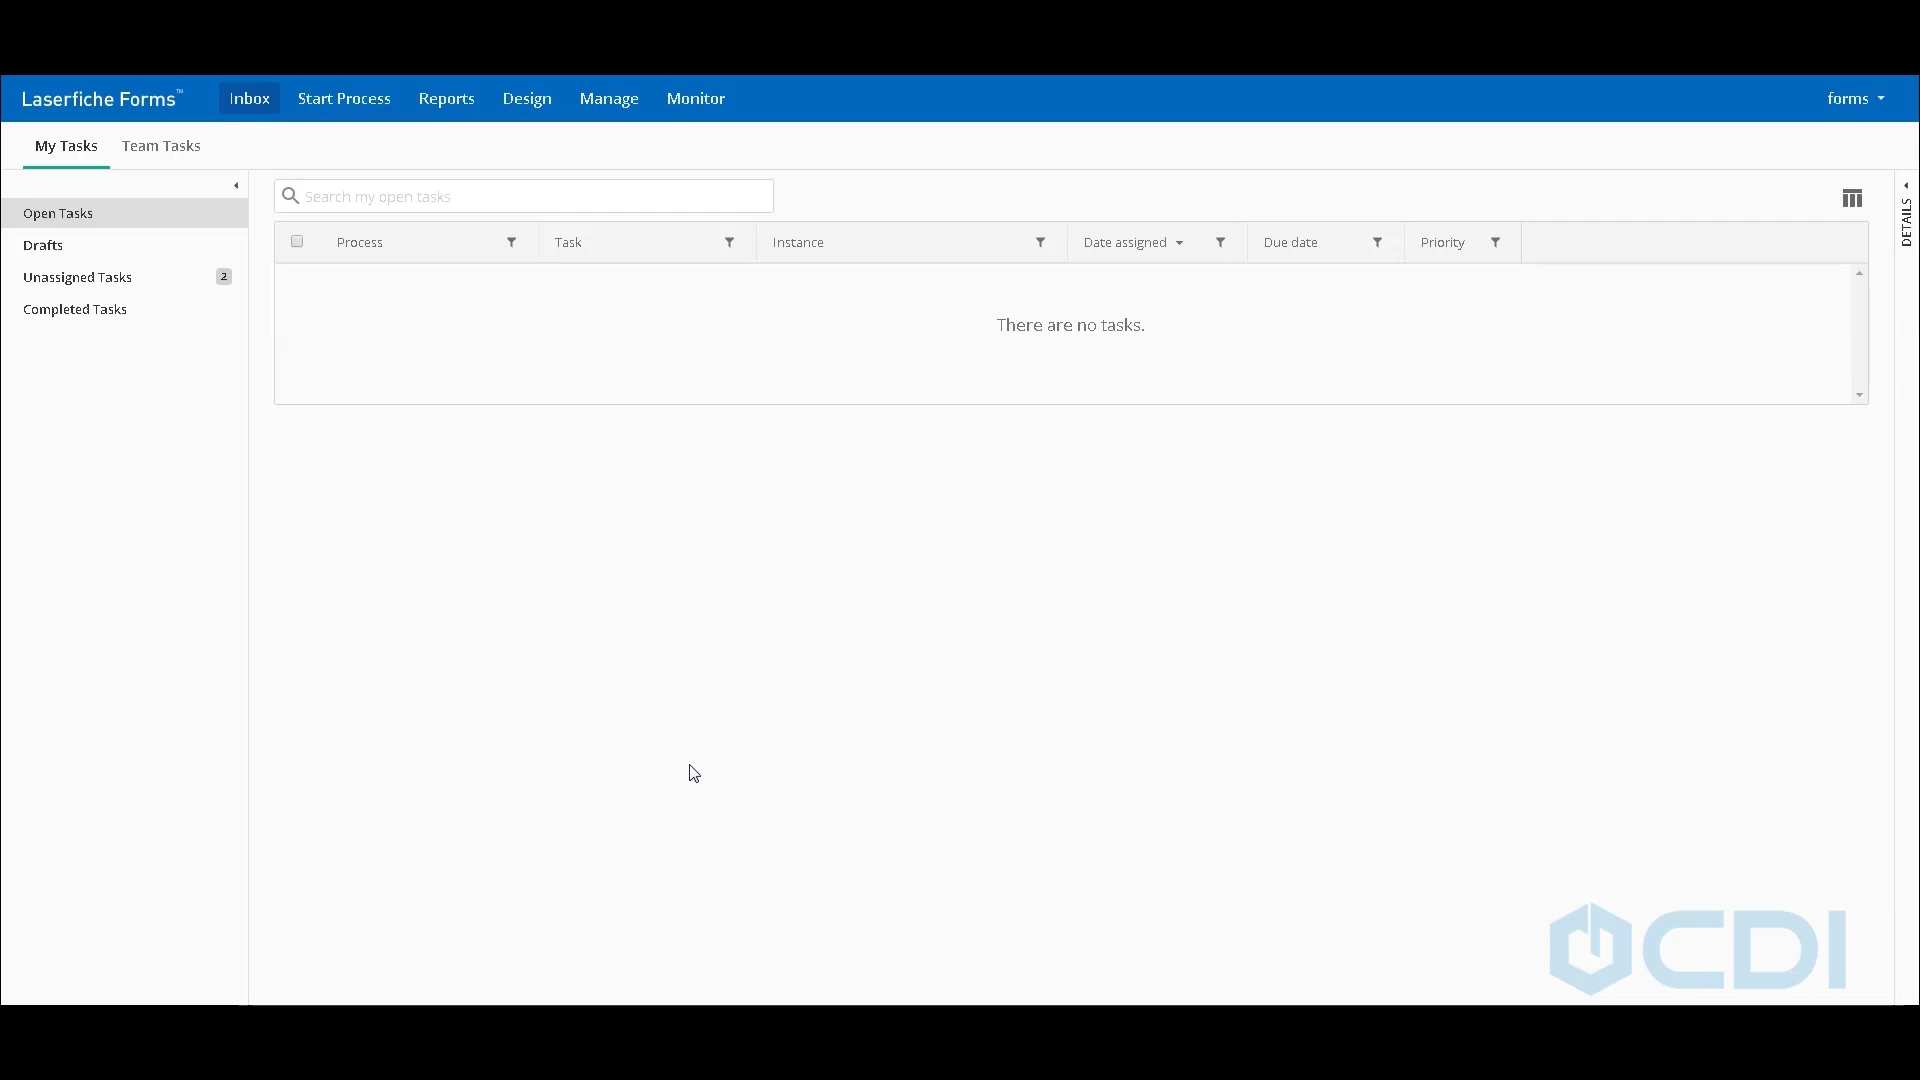 Laserfiche Forms™ Inbox Start Process Reports Design Manage Monitor forms
My Tasks Team Tasks
Search my open tasks
DETAILS
Open Tasks
Drafts
Unassigned Tasks 2
Completed Tasks
Process Task Instance Date assigned Due date Priority
There are no tasks.
CDI